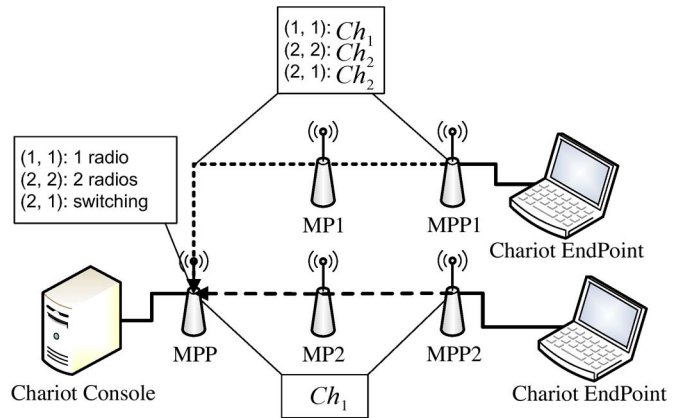 (1, 1): Ch1
(2, 2): Ch2
(2, 1): Ch2
(1, 1): 1 radio
(2, 2): 2 radios
(2, 1): switching
MP1
MPP1
Chariot EndPoint
MPP
MP2
MPP2
Chariot Console
Ch1
Chariot EndPoint